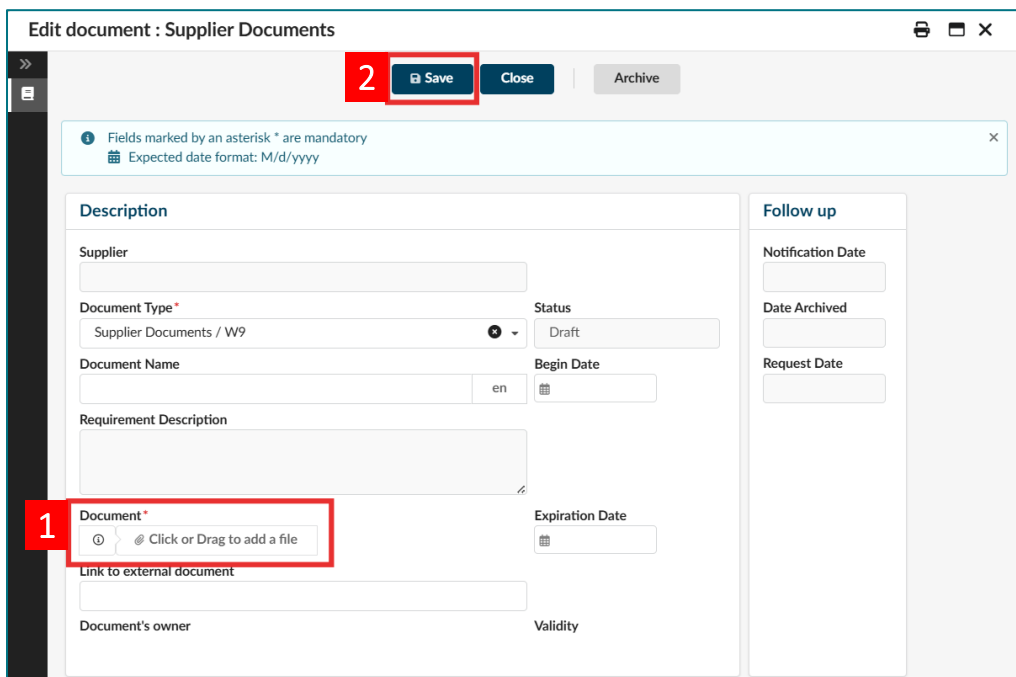 Edit document : Supplier Documents
2
Save
Close
Archive
Fields marked by an asterisk * are mandatory
Expected date format: M/d/yyyy
Description
Follow up
Supplier
Notification Date
Document Type*
Status
Date Archived
Supplier Documents / W9
Draft
Document Name
Begin Date
Request Date
en
Requirement Description
1
Document*
Expiration Date
Click or Drag to add a file
Link to external document
Document's owner
Validity